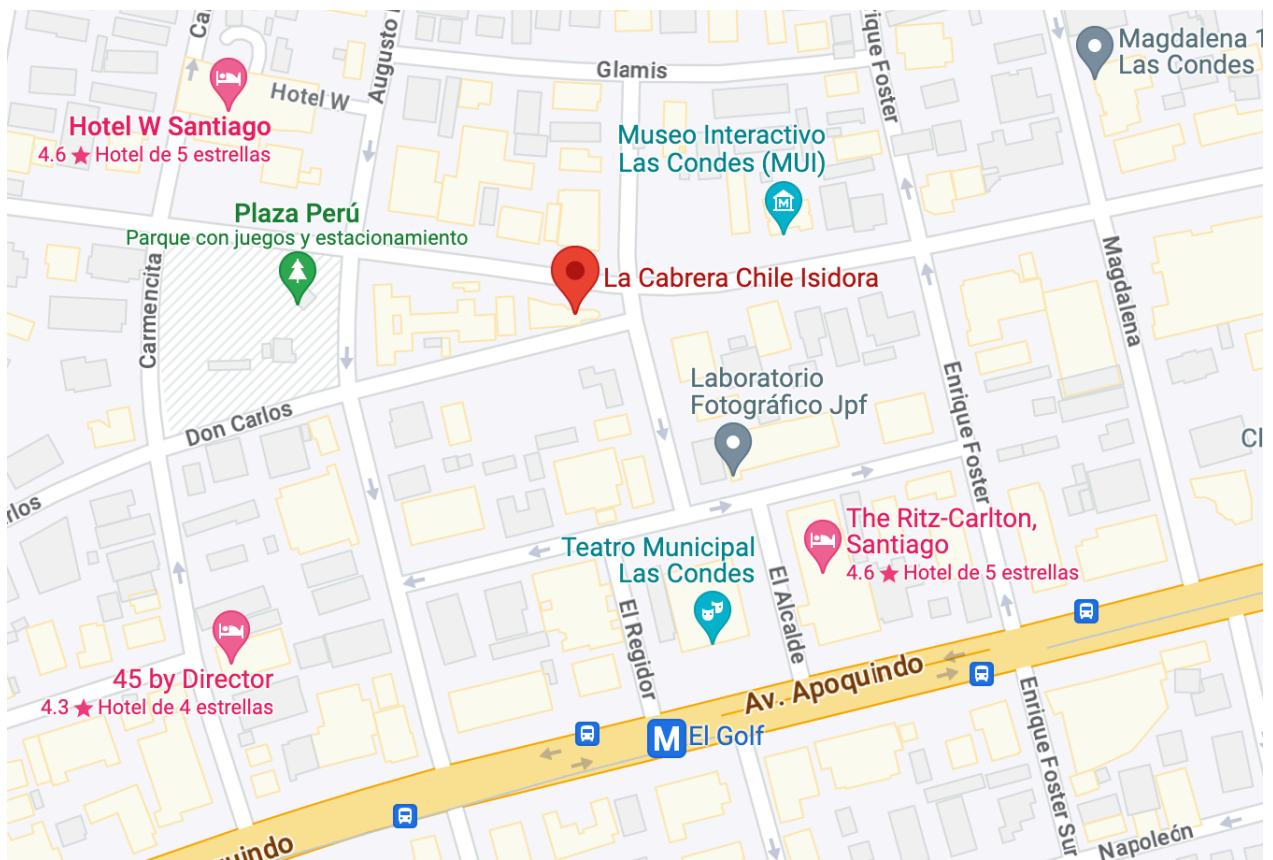 Ca
Augusto
Glamis
Enrique Foster
Magdalena 1
Las Condes
Hotel W
Hotel W Santiago
4.6 ★ Hotel de 5 estrellas
Museo Interactivo
Las Condes (MUI)
M
Plaza Perú
Parque con juegos y estacionamiento
La Cabrera Chile Isidora
Carmencita
Magdalena
Laboratorio
Fotográfico Jpf
Enrique Foster
Don Carlos
Cl
rlos
The Ritz-Carlton,
Santiago
4.6 ★ Hotel de 5 estrellas
Teatro Municipal
Las Condes
El Alcalde
El Regidor
45 by Director
4.3 ★ Hotel de 4 estrellas
Av. Apoquindo
M El Golf
Enrique Foster Sur
Napoleón
quindo